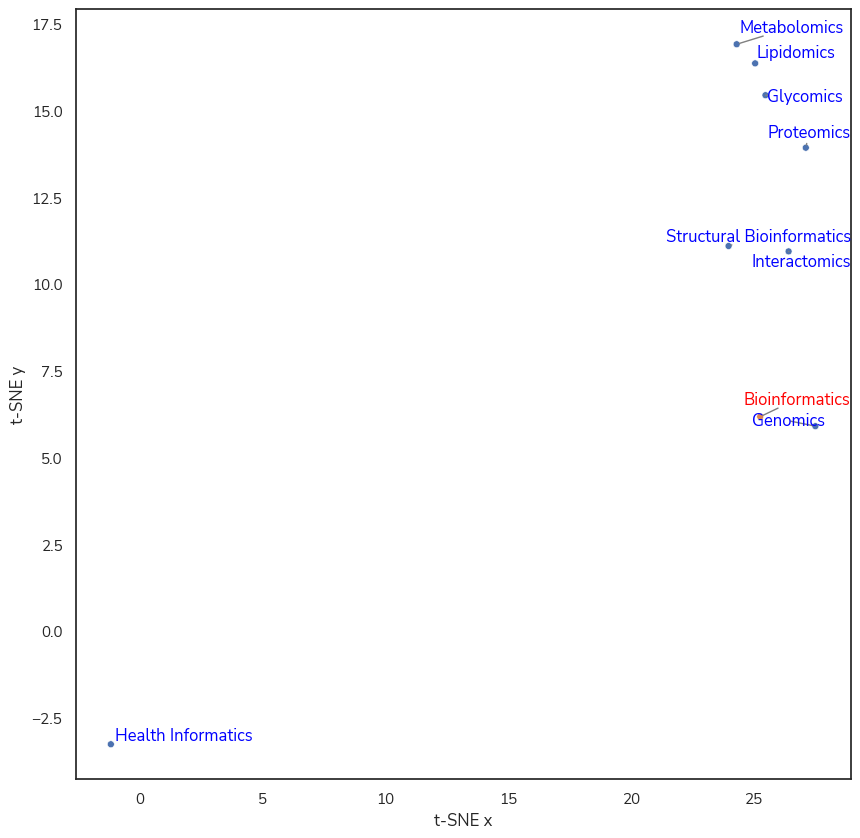 17.5
15.0
12.5
10.0
7.5
5.0
2.5
0.0
−2.5
t-SNE y
Metabolomics
Lipidomics
Glycomics
Proteomics
Structural Bioinformatics
Interactomics
Bioinformatics
Genomics
Health Informatics
0 5 10 15 20 25
t-SNE x